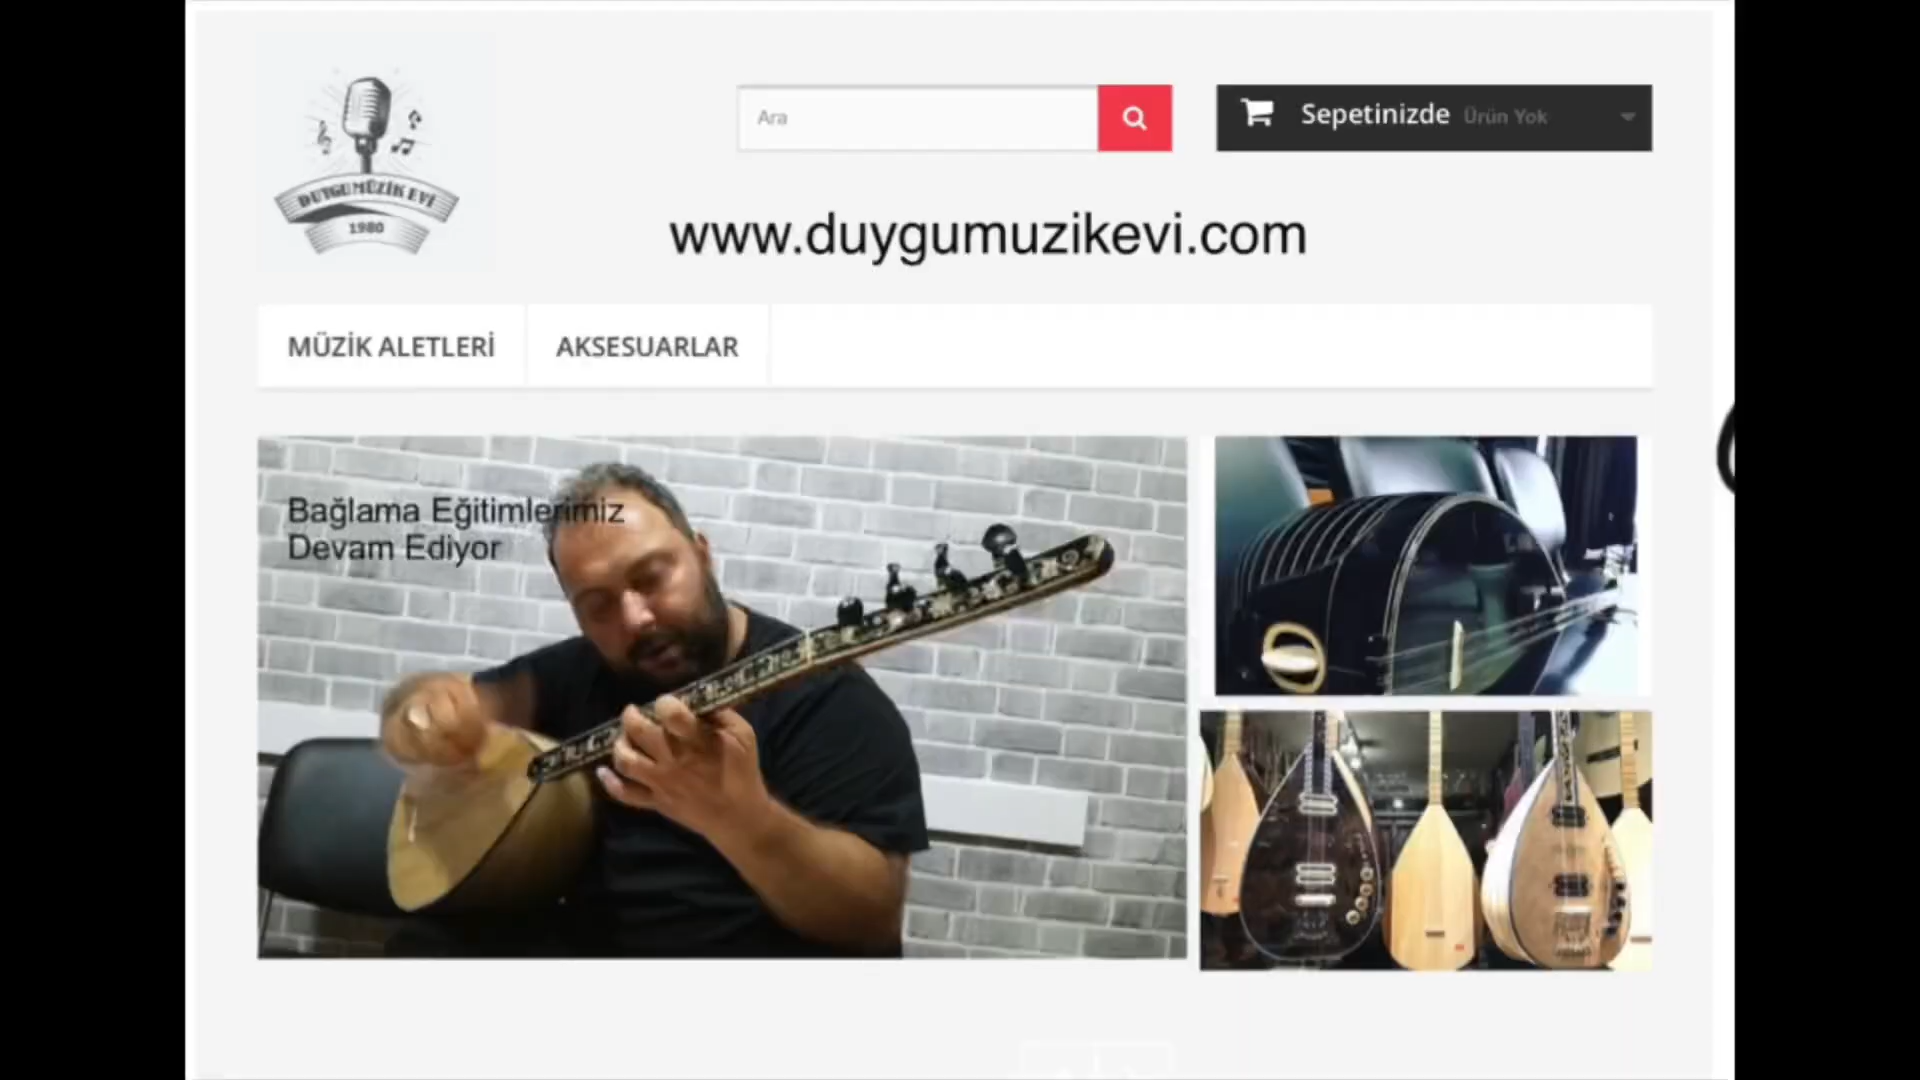 DUYGU MÜZİK EVİ
1980
Ara
Sepetinizde Ürün Yok
www.duygumuzikevi.com
MÜZİK ALETLERİ
AKSESUARLAR
Bağlama Eğitimlerimiz
Devam Ediyor